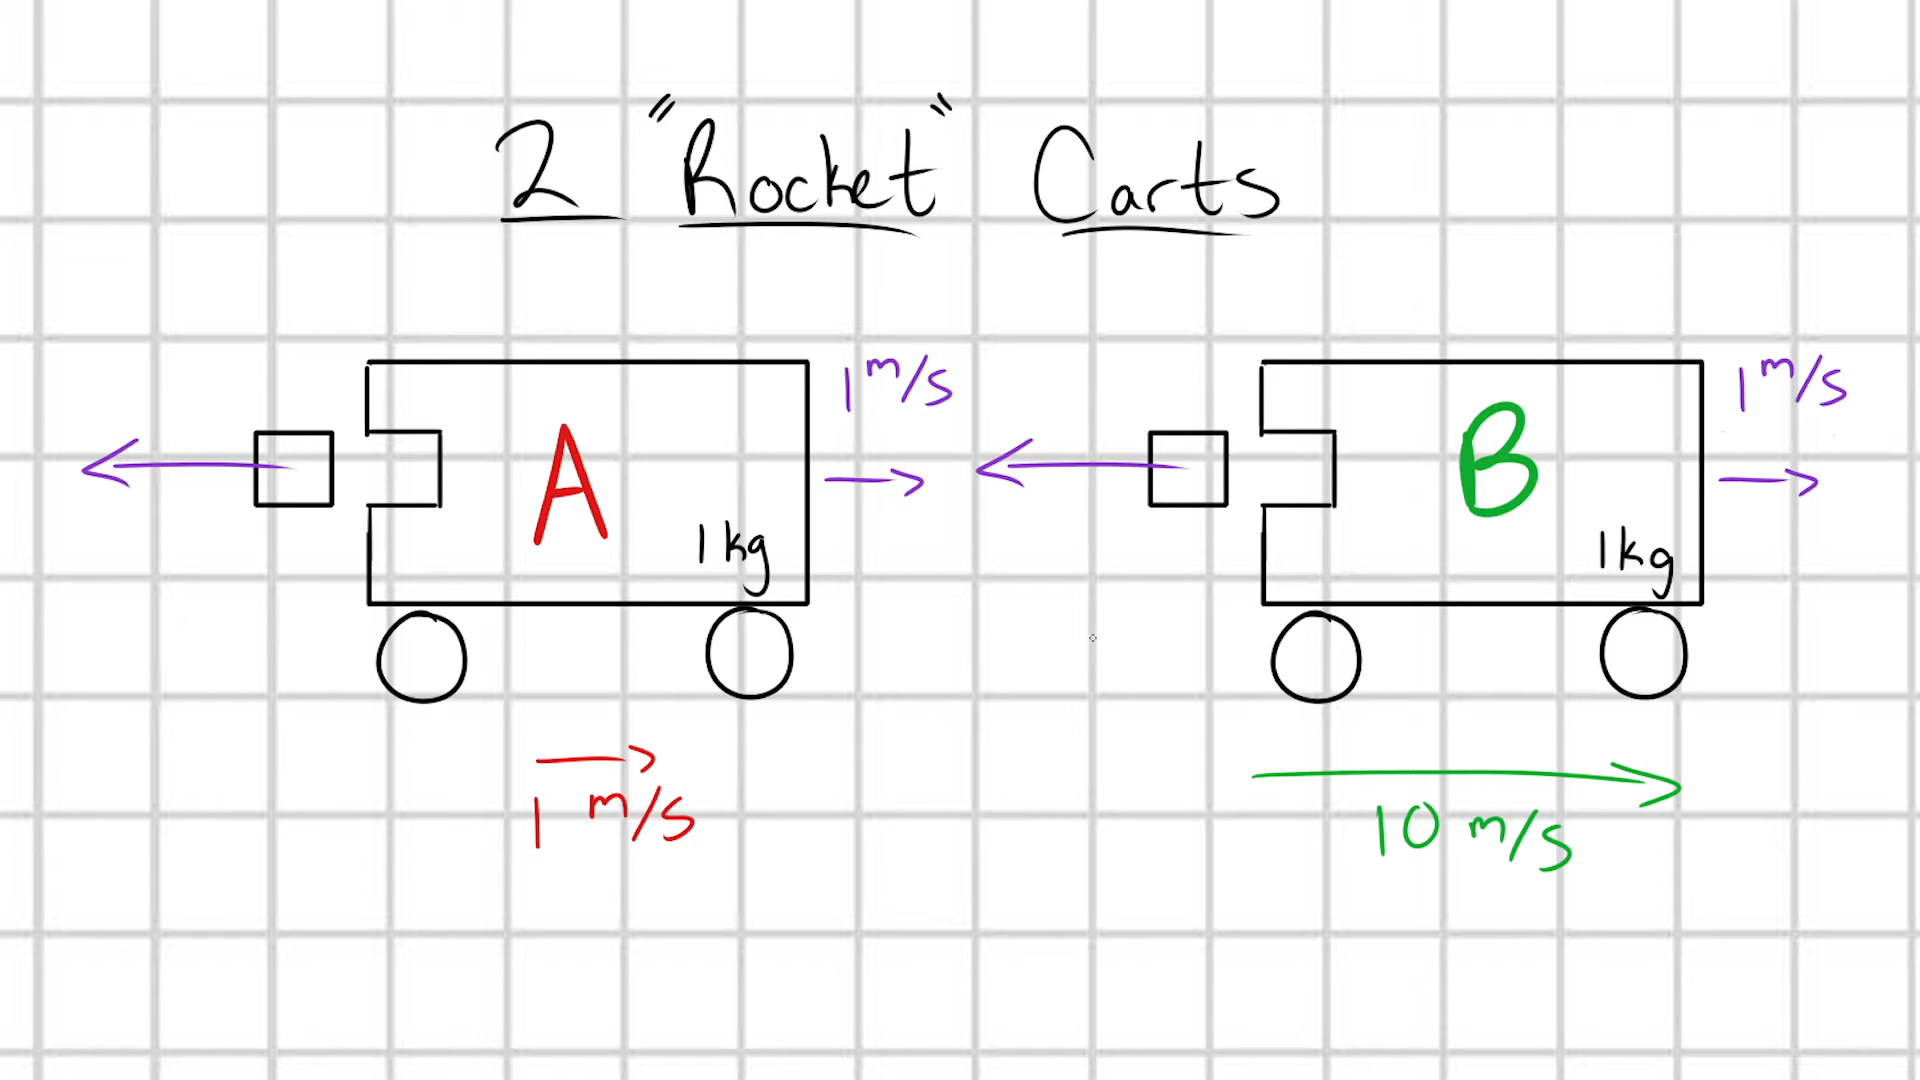 2 "Rocket" Carts
1 m/s
1 m/s
A
B
1 kg
1 kg
1 m/s
10 m/s